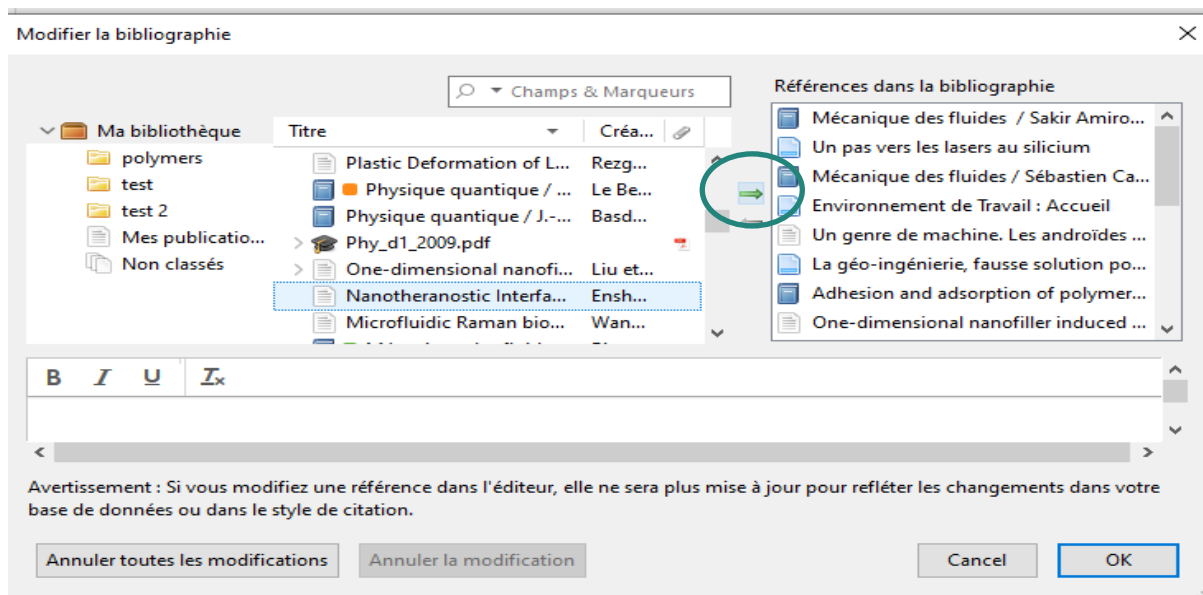 Modifier la bibliographie
Champs & Marqueurs
Références dans la bibliographie
Ma bibliothèque
polymers
test
test 2
Mes publicatio...
Non classés
Titre Créa...
Plastic Deformation of L... Rezg...
Physique quantique / ... Le Be...
Physique quantique / J.-... Basd...
Phy_d1_2009.pdf
One-dimensional nanofi... Liu et...
Nanotheranostic Interfa... Ensh...
Microfluidic Raman bio... Wan...
Mécanique des fluides / Sakir Amiro...
Un pas vers les lasers au silicium
Mécanique des fluides / Sébastien Ca...
Environnement de Travail : Accueil
Un genre de machine. Les androïdes ...
La géo-ingénierie, fausse solution po...
Adhesion and adsorption of polymer...
One-dimensional nanofiller induced ...
B I U Tx
Avertissement : Si vous modifiez une référence dans l'éditeur, elle ne sera plus mise à jour pour refléter les changements dans votre
base de données ou dans le style de citation.
Annuler toutes les modifications Annuler la modification Cancel OK